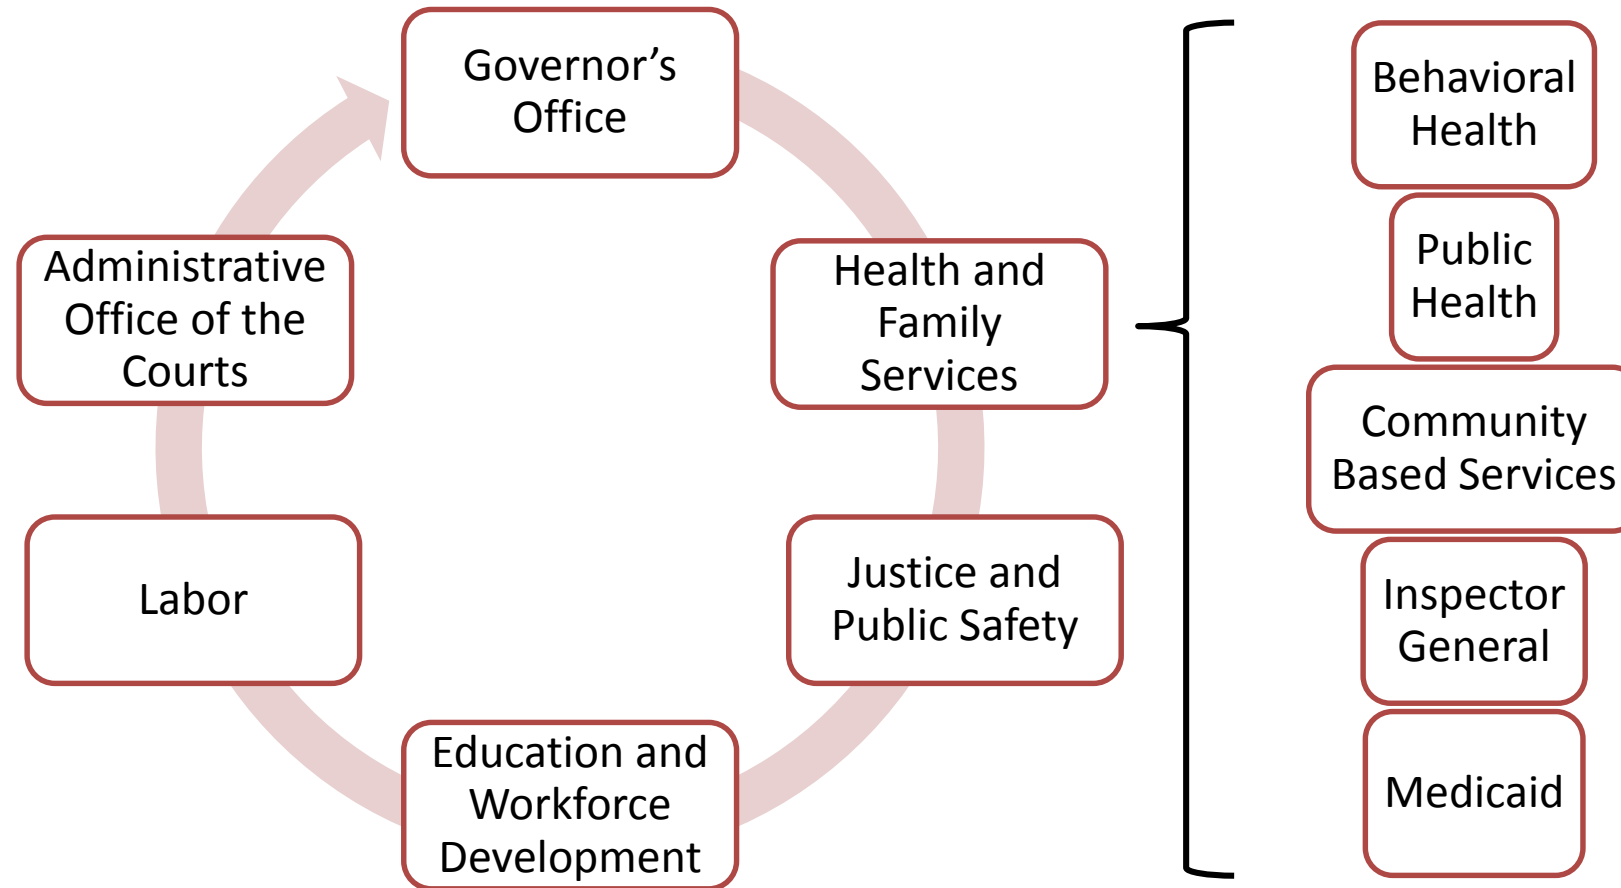 Governor’s
Office
Health and
Family
Services
Justice and
Public Safety
Education and
Workforce
Development
Labor
Administrative
Office of the
Courts
Behavioral
Health
Public
Health
Community
Based Services
Inspector
General
Medicaid